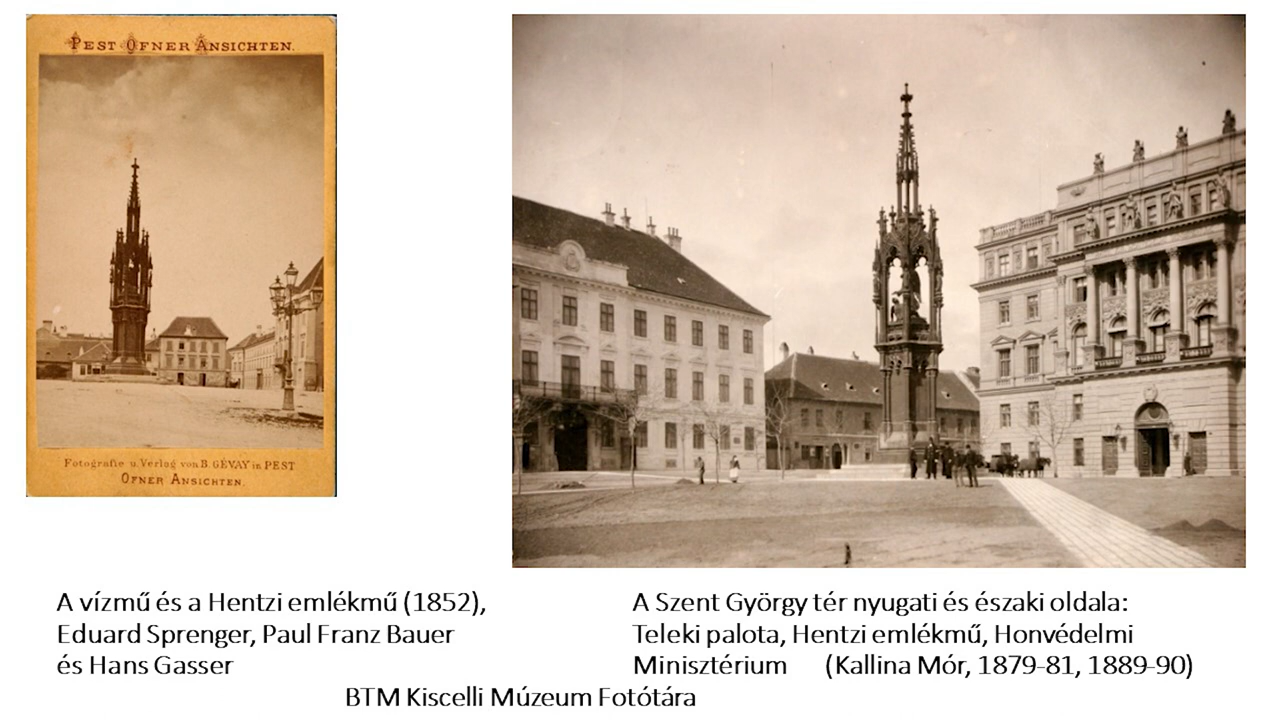 PEST OFNER ANSICHTEN.
Fotografie u. Verlag von B. GÉVAY in PEST
OFNER ANSICHTEN.
A vízmű és a Hentzi emlékmű (1852),
Eduard Sprenger, Paul Franz Bauer
és Hans Gasser
A Szent György tér nyugati és északi oldala:
Teleki palota, Hentzi emlékmű, Honvédelmi
Minisztérium (Kallina Mór, 1879-81, 1889-90)
BTM Kiscelli Múzeum Fotótára